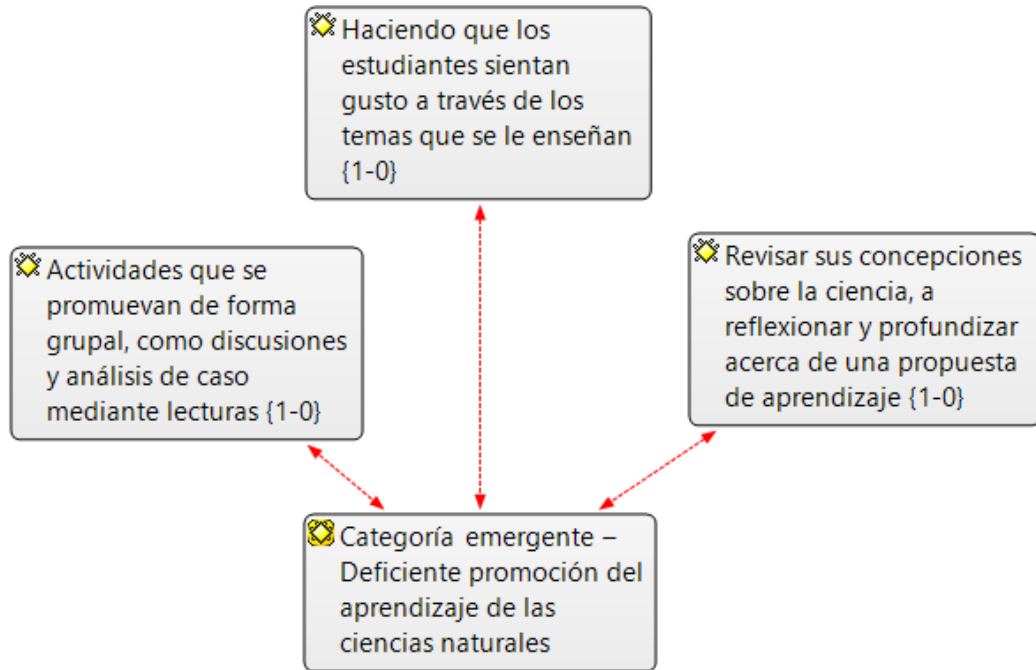 Haciendo que los
estudiantes sientan
gusto a través de los
temas que se le enseñan
{1-0}
Actividades que se
promuevan de forma
grupal, como discusiones
y análisis de caso
mediante lecturas {1-0}
Revisar sus concepciones
sobre la ciencia, a
reflexionar y profundizar
acerca de una propuesta
de aprendizaje {1-0}
Categoría emergente –
Deficiente promoción del
aprendizaje de las
ciencias naturales